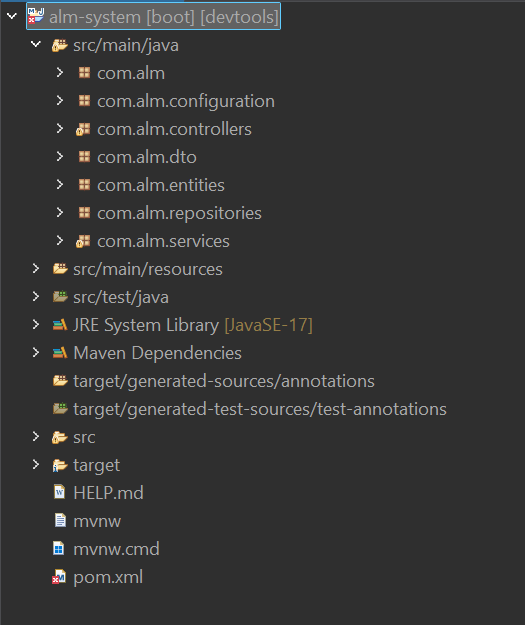 alm-system [boot] [devtools]
src/main/java
com.alm
com.alm.configuration
com.alm.controllers
com.alm.dto
com.alm.entities
com.alm.repositories
com.alm.services
src/main/resources
src/test/java
JRE System Library [JavaSE-17]
Maven Dependencies
target/generated-sources/annotations
target/generated-test-sources/test-annotations
src
target
HELP.md
mvnw
mvnw.cmd
pom.xml